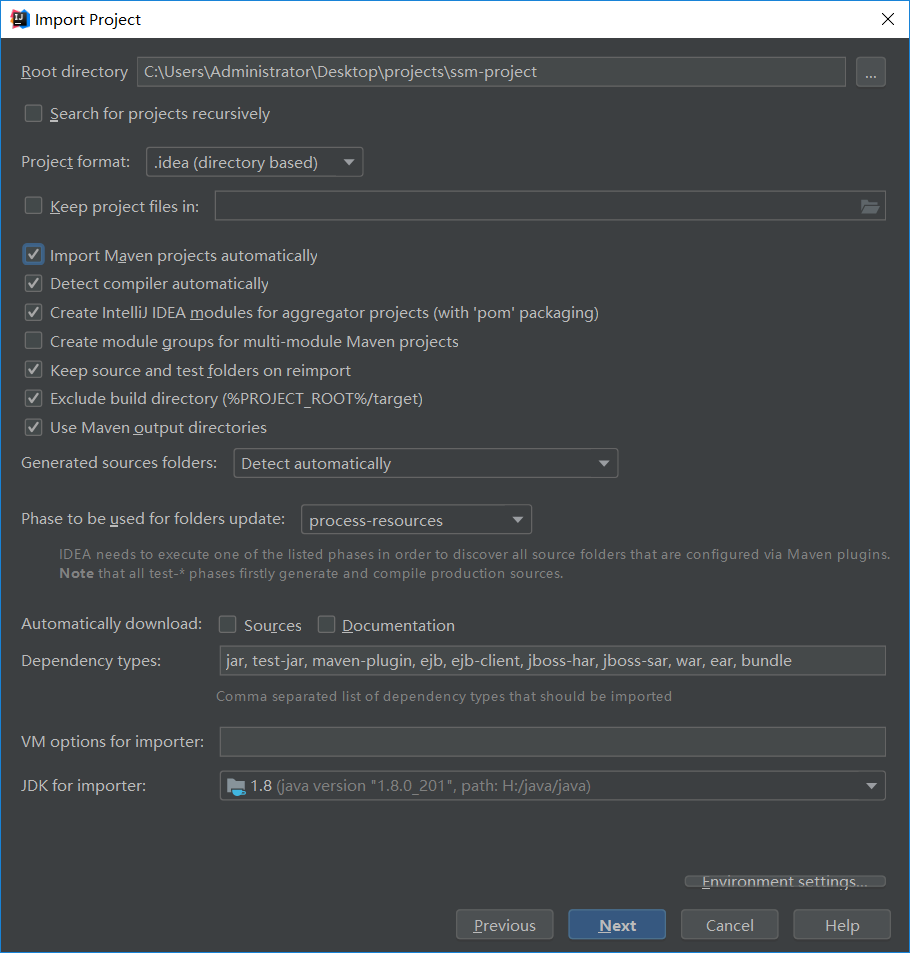 Import Project
Root directory C:\Users\Administrator\Desktop\projects\ssm-project ...
Search for projects recursively
Project format: .idea (directory based)
Keep project files in:
Import Maven projects automatically
Detect compiler automatically
Create IntelliJ IDEA modules for aggregator projects (with 'pom' packaging)
Create module groups for multi-module Maven projects
Keep source and test folders on reimport
Exclude build directory (%PROJECT_ROOT%/target)
Use Maven output directories
Generated sources folders: Detect automatically
Phase to be used for folders update: process-resources
IDEA needs to execute one of the listed phases in order to discover all source folders that are configured via Maven plugins.
Note that all test-* phases firstly generate and compile production sources.
Automatically download: Sources Documentation
Dependency types: jar, test-jar, maven-plugin, ejb, ejb-client, jboss-har, jboss-sar, war, ear, bundle
Comma separated list of dependency types that should be imported
VM options for importer:
JDK for importer: 1.8 (java version "1.8.0_201", path: H:/java/java)
Environment settings...
Previous Next Cancel Help